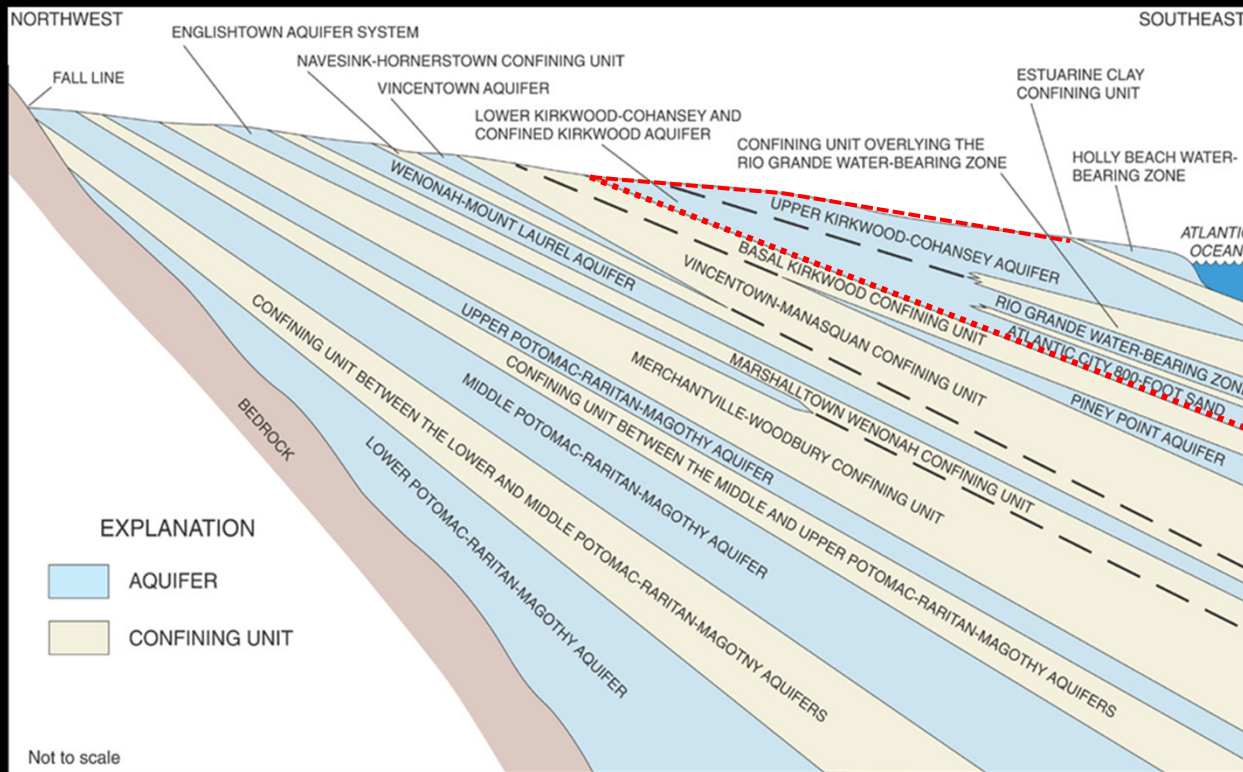 NORTHWEST
SOUTHEAST
ENGLISHTOWN AQUIFER SYSTEM
NAVESINK-HORNERSTOWN CONFINING UNIT
FALL LINE
VINCENTOWN AQUIFER
ESTUARINE CLAY
CONFINING UNIT
LOWER KIRKWOOD-COHANSEY AND
CONFINED KIRKWOOD AQUIFER
CONFINING UNIT OVERLYING THE
RIO GRANDE WATER-BEARING ZONE
HOLLY BEACH WATER-
BEARING ZONE
ATLANTIC
OCEAN
WENONAH-MOUNT LAUREL AQUIFER
UPPER KIRKWOOD-COHANSEY AQUIFER
BASAL KIRKWOOD CONFINING UNIT
VINCENTOWN-MANASQUAN CONFINING UNIT
RIO GRANDE WATER-BEARING ZONE
ATLANTIC CITY 800-FOOT SAND
PINEY POINT AQUIFER
CONFINING UNIT BETWEEN THE LOWER AND MIDDLE POTOMAC-RARITAN-MAGOTNY AQUIFERS
UPPER POTOMAC-RARITAN-MAGOTHY AQUIFER
MERCHANTVILLE-WOODBURY CONFINING UNIT
MARSHALLTOWN WENONAH CONFINING UNIT
CONFINING UNIT BETWEEN THE MIDDLE AND UPPER POTOMAC-RARITAN-MAGOTHY AQUIFERS
MIDDLE POTOMAC-RARITAN-MAGOTHY AQUIFER
BEDROCK
LOWER POTOMAC-RARITAN-MAGOTHY AQUIFER
EXPLANATION
AQUIFER
CONFINING UNIT
Not to scale